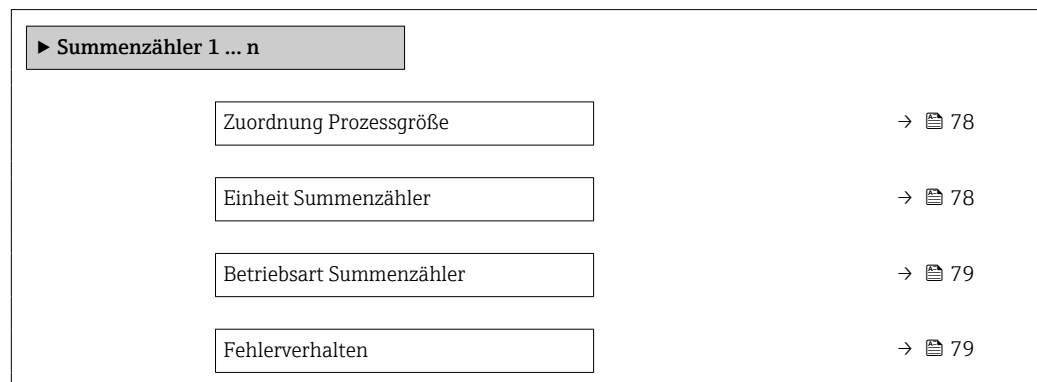 ▶ Summenzähler 1 … n
Zuordnung Prozessgröße → 78
Einheit Summenzähler → 78
Betriebsart Summenzähler → 79
Fehlerverhalten → 79